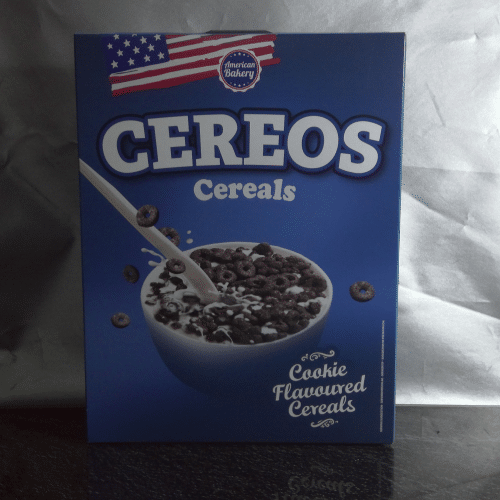 American
Bakery
CEREOS
Cereals
Cookie
Flavoured
Cereals